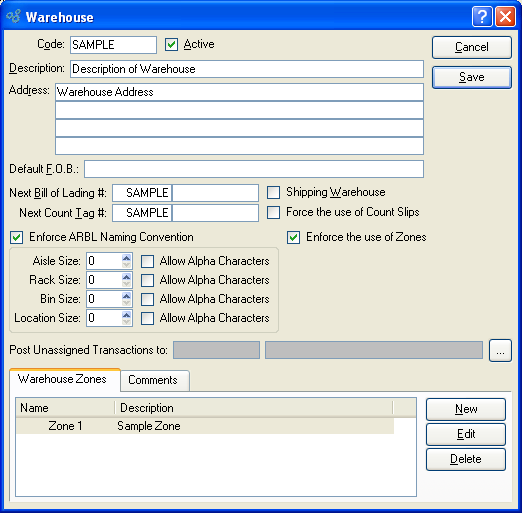 Warehouse
Code: SAMPLE Active Cancel
Description: Description of Warehouse Save
Address: Warehouse Address
Default F.O.B.:
Next Bill of Lading #: SAMPLE Shipping Warehouse
Next Count Tag #: SAMPLE Force the use of Count Slips
Enforce ARBL Naming Convention Enforce the use of Zones
Aisle Size: 0 Allow Alpha Characters
Rack Size: 0 Allow Alpha Characters
Bin Size: 0 Allow Alpha Characters
Location Size: 0 Allow Alpha Characters
Post Unassigned Transactions to: ...
Warehouse Zones Comments
Name Description New
Zone 1 Sample Zone Edit
Delete